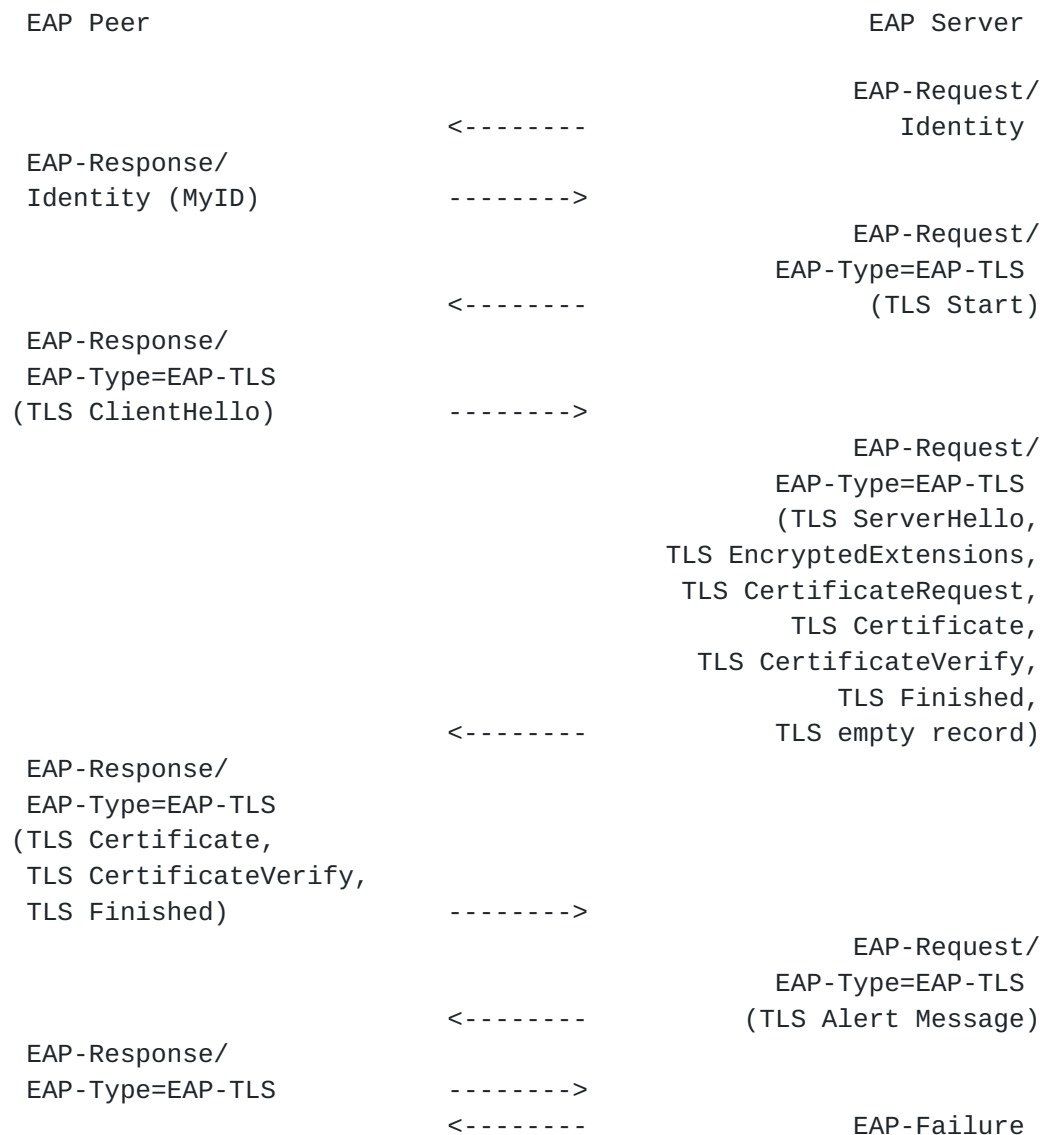 EAP Peer                                              EAP Server

                                                     EAP-Request/
                           <--------                    Identity
EAP-Response/
Identity (MyID)            -------->
                                                     EAP-Request/
                                                EAP-Type=EAP-TLS
                           <--------                  (TLS Start)
EAP-Response/
EAP-Type=EAP-TLS
(TLS ClientHello)          -------->
                                                     EAP-Request/
                                                EAP-Type=EAP-TLS
                                                (TLS ServerHello,
                                         TLS EncryptedExtensions,
                                          TLS CertificateRequest,
                                                 TLS Certificate,
                                           TLS CertificateVerify,
                                                    TLS Finished,
                           <--------            TLS empty record)
EAP-Response/
EAP-Type=EAP-TLS
(TLS Certificate,
TLS CertificateVerify,
TLS Finished)              -------->
                                                     EAP-Request/
                                                EAP-Type=EAP-TLS
                           <--------          (TLS Alert Message)
EAP-Response/
EAP-Type=EAP-TLS           -------->
                           <--------                 EAP-Failure